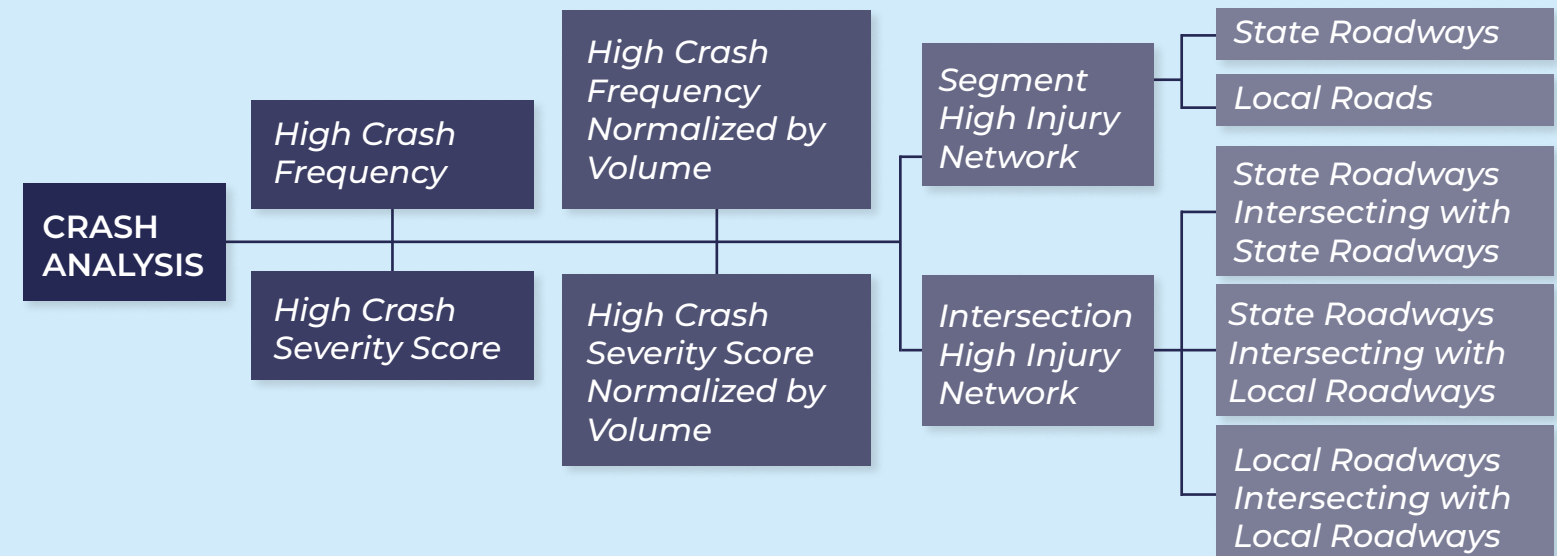 CRASH
ANALYSIS
High Crash
Frequency
High Crash
Severity Score
High Crash
Frequency
Normalized by
Volume
High Crash
Severity Score
Normalized by
Volume
Segment
High Injury
Network
Intersection
High Injury
Network
State Roadways
Local Roads
State Roadways
Intersecting with
State Roadways
State Roadways
Intersecting with
Local Roadways
Local Roadways
Intersecting with
Local Roadways